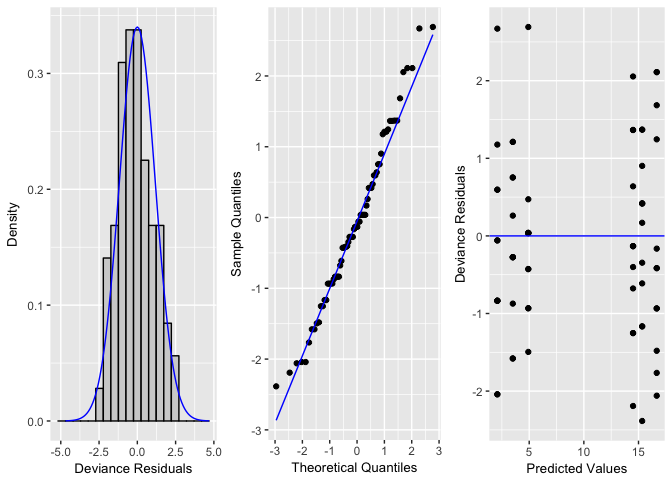 0.3
0.2
0.1
0.0
Density
-5.0 -2.5 0.0 2.5 5.0
Deviance Residuals
2
1
0
-1
-2
-3
Sample Quantiles
-3 -2 -1 0 1 2 3
Theoretical Quantiles
2
1
0
-1
-2
Deviance Residuals
5 10 15
Predicted Values